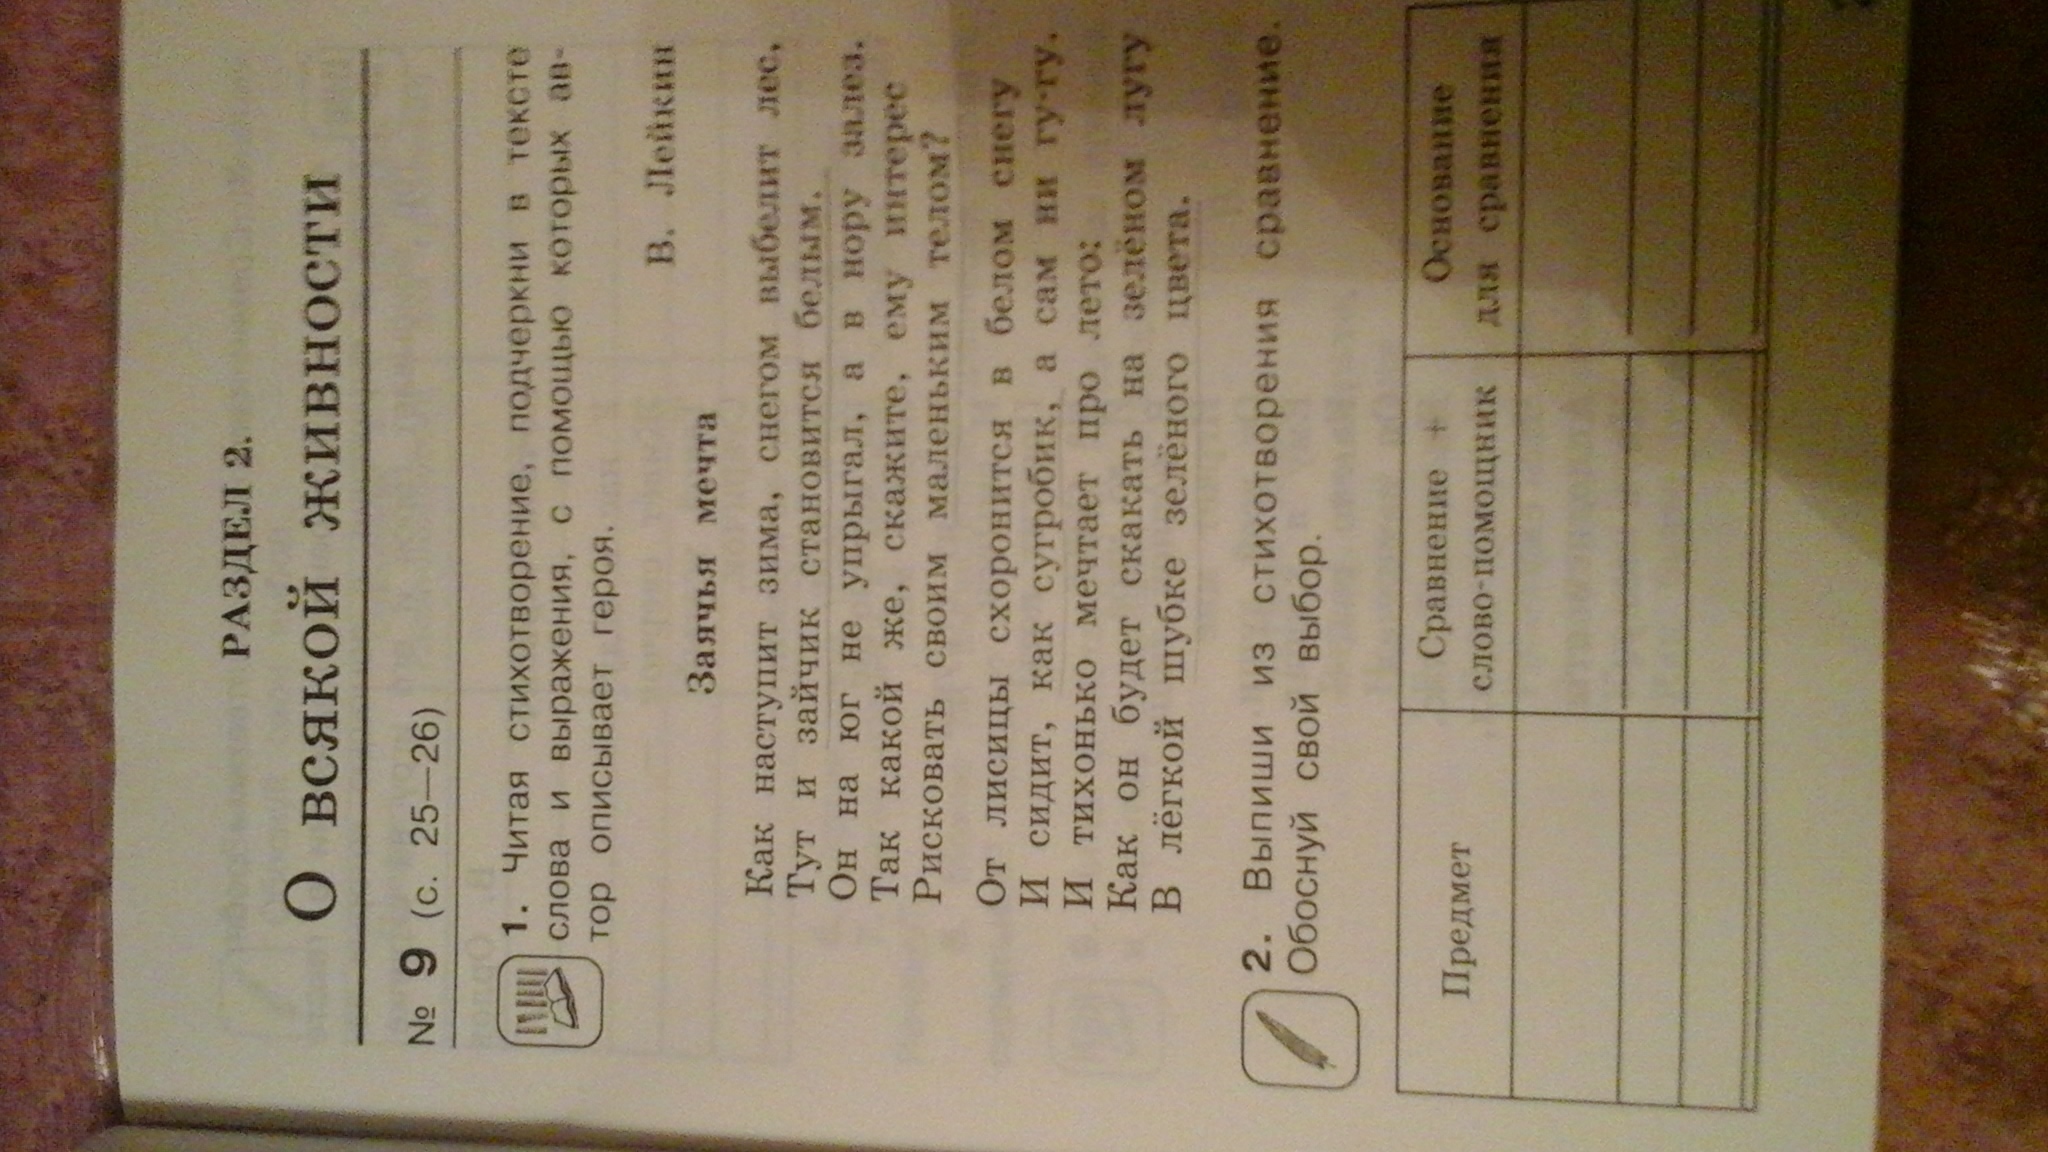 РАЗДЕЛ 2.
О ВСЯКОЙ ЖИВНОСТИ
№ 9 (с. 25—26)
1. Читая стихотворение, подчеркни в тексте
слова и выражения, с помощью которых ав-
тор описывает героя.
В. Лейкин
Заячья мечта
Как наступит зима, снегом выбелит лес,
Тут и зайчик становится белым.
Он на юг не упрыгал, а в нору залез.
Так какой же, скажите, ему интерес
Рисковать своим маленьким телом?
От лисицы схоронится в белом снегу
И сидит, как сугробик, а сам ни гу-гу.
И тихонько мечтает про лето:
Как он будет скакать на зелёном лугу
В лёгкой шубке зелёного цвета.
2. Выпиши из стихотворения сравнение.
Обоснуй свой выбор.
Предмет
Сравнение +
слово-помощник
Основание
для сравнения